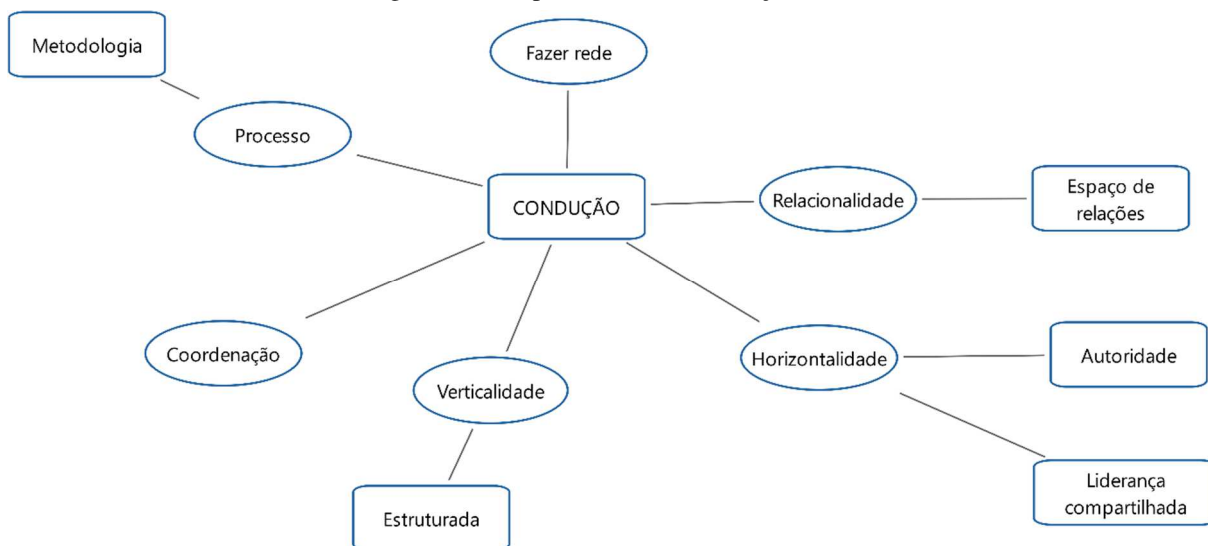 Metodologia
Fazer rede
Processo
CONDUÇÃO
Relacionalidade
Espaço de
relações
Coordenação
Verticalidade
Horizontalidade
Autoridade
Estruturada
Liderança
compartilhada